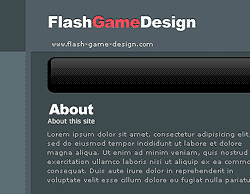 FlashGameDesign
www.flash-game-design.com
About
About this site
Lorem ipsum dolor sit amet, consectetur adipisicing elit,
sed do eiusmod tempor incididunt ut labore et dolore
magna aliqua. Ut enim ad minim veniam, quis nostrud
exercitation ullamco laboris nisi ut aliquip ex ea commo
consequat. Duis aute irure dolor in reprehenderit in
voluptate velit esse cillum dolore eu fugiat nulla pariatu